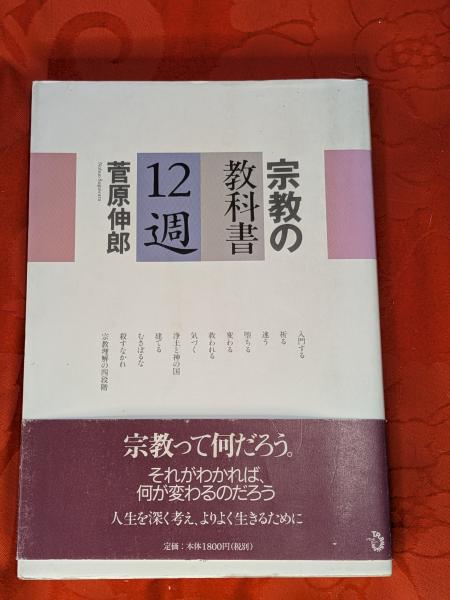 宗教の
教科書
12週
菅原伸郎
Nobuo Sugawara
入門する
祈る
迷う
堕ちる
変わる
救われる
気づく
浄土と神の国
建てる
むさぼるな
殺すなかれ
宗教理解の四段階
宗教って何だろう。
それがわかれば、
何が変わるのだろう
人生を深く考え、よりよく生きるために
定価：本体1800円(税別)